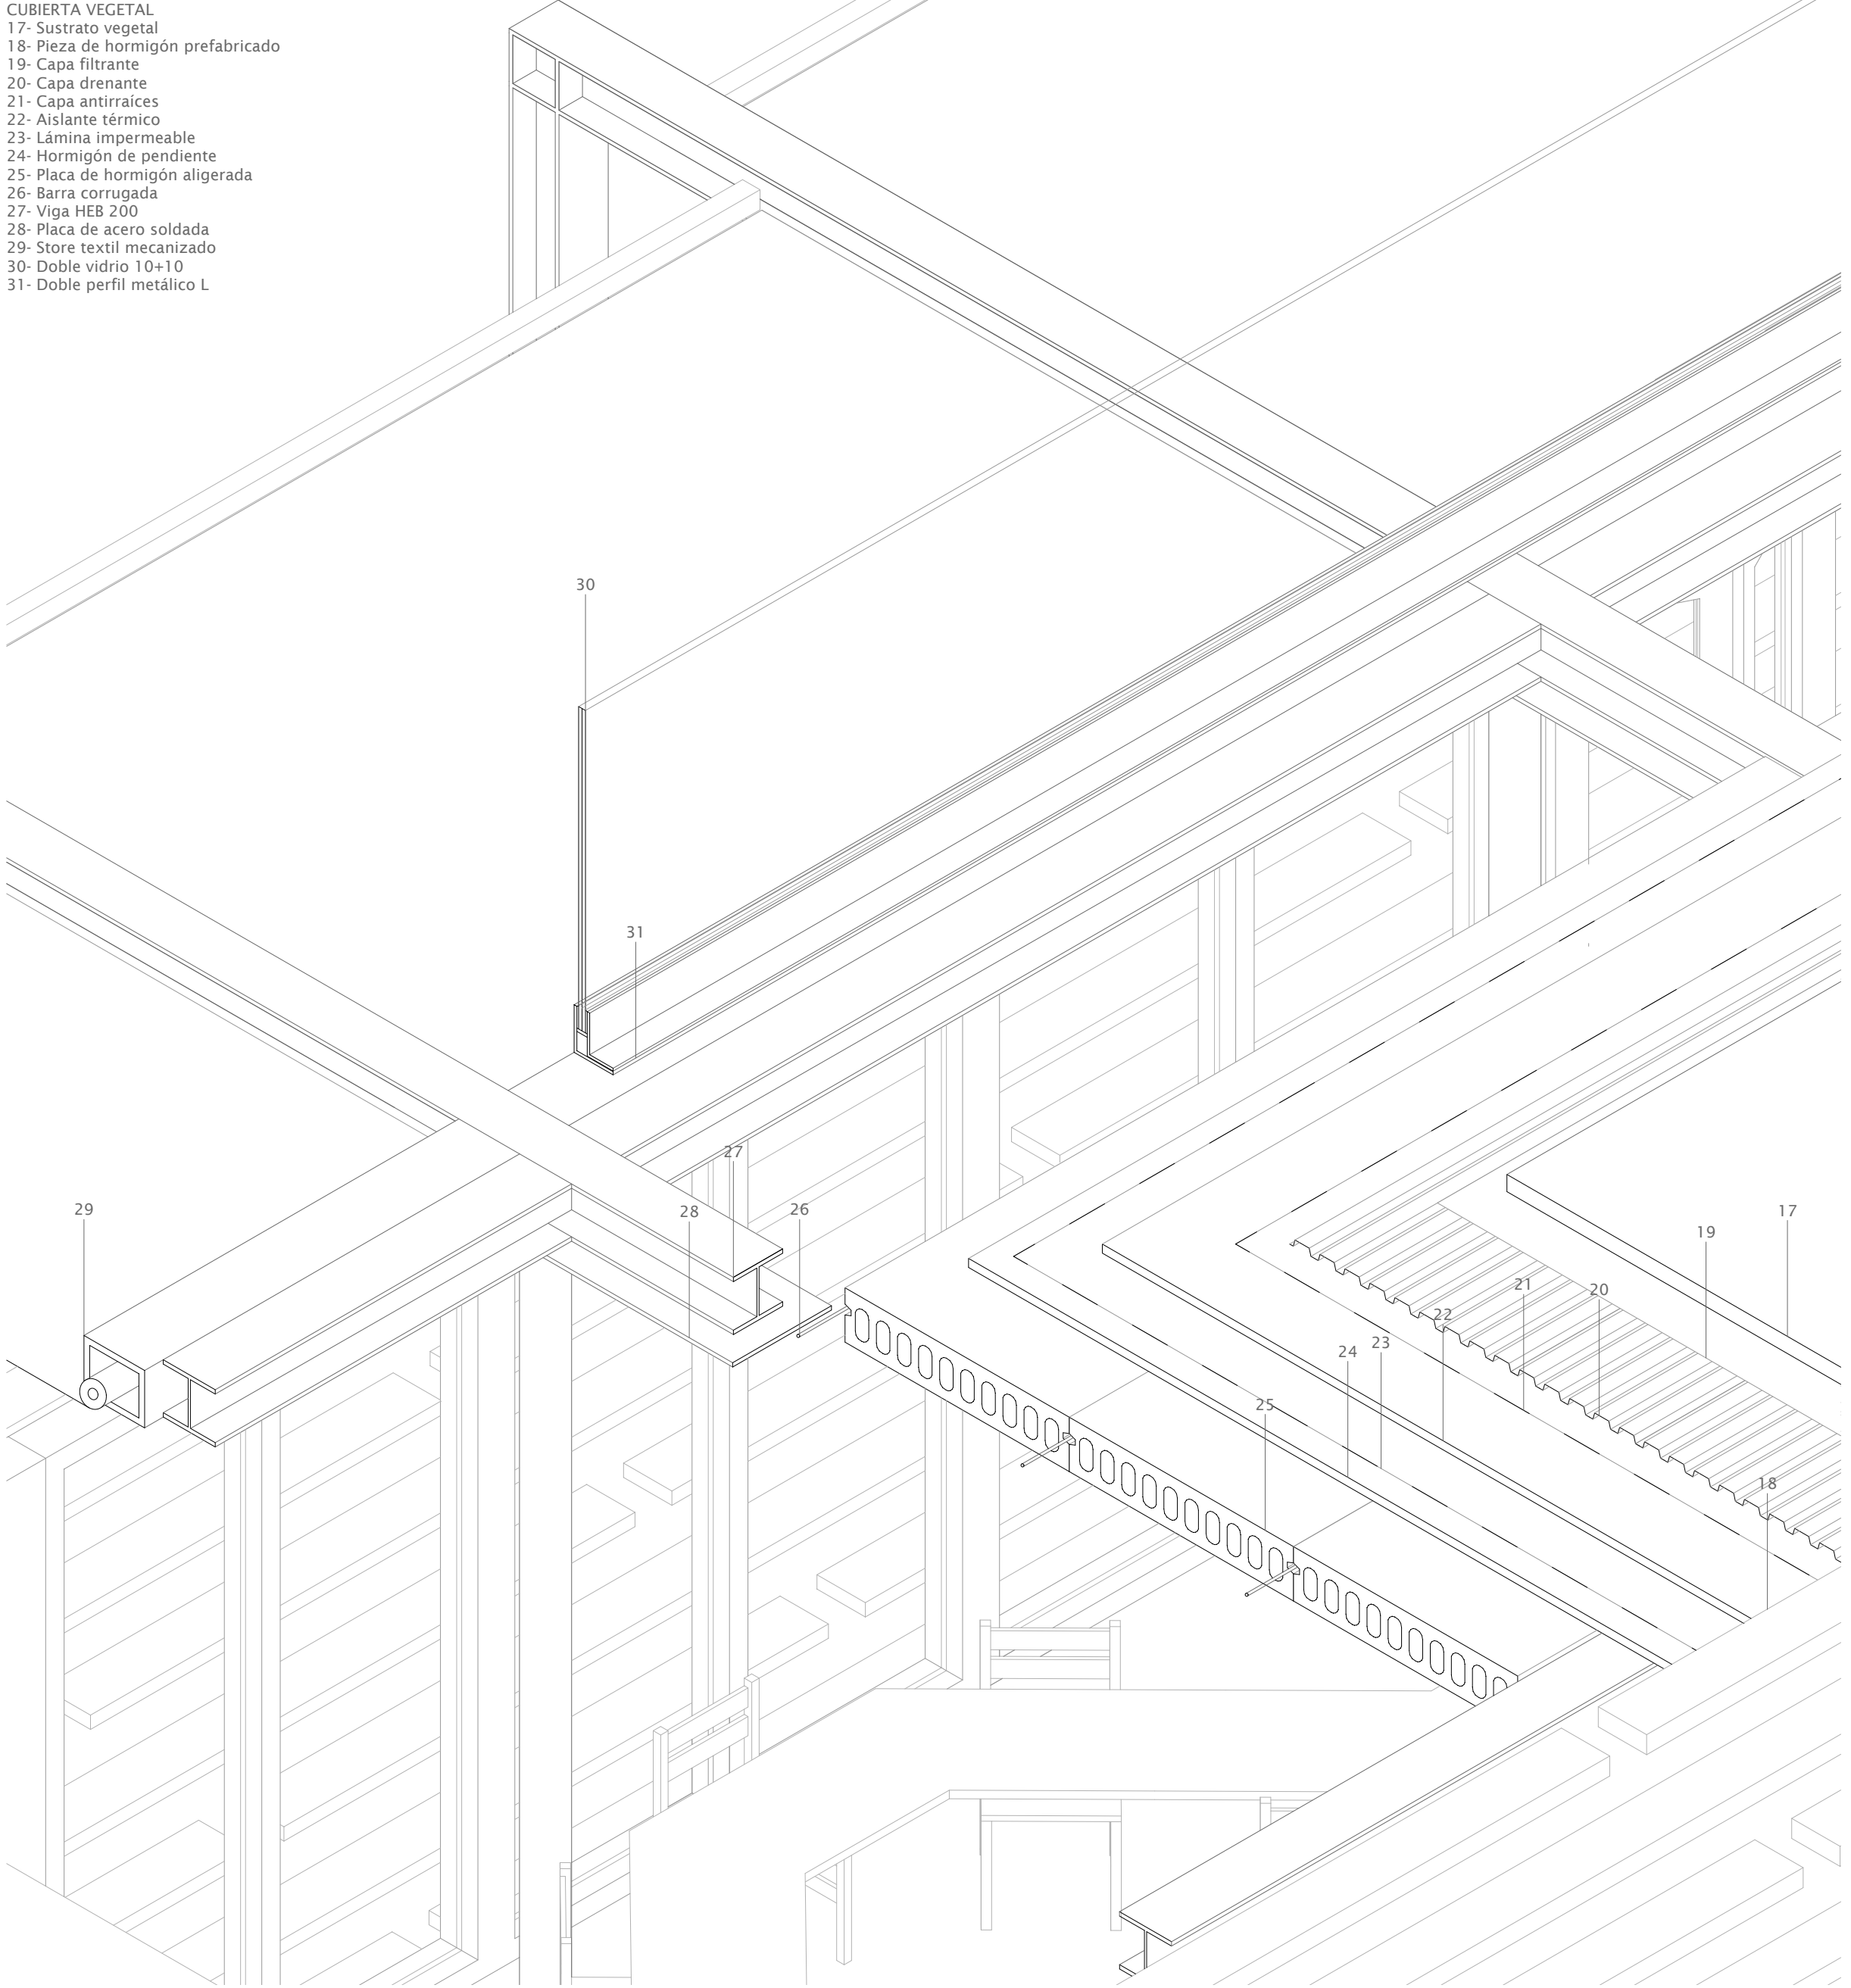 CUBIERTA VEGETAL
17- Sustrato vegetal
18- Pieza de hormigón prefabricado
19- Capa filtrante
20- Capa drenante
21- Capa antirraíces
22- Aislante térmico
23- Lámina impermeable
24- Hormigón de pendiente
25- Placa de hormigón aligerada
26- Barra corrugada
27- Viga HEB 200
28- Placa de acero soldada
29- Store textil mecanizado
30- Doble vidrio 10+10
31- Doble perfil metálico L
30
31
27
29
28
26
17
19
21
20
22
23
24
25
18